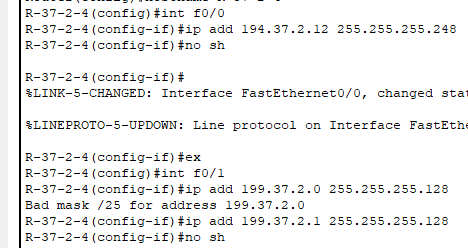 R-37-2-4(config)#int f0/0
R-37-2-4(config-if)#ip add 194.37.2.12 255.255.255.248
R-37-2-4(config-if)#no sh
R-37-2-4(config-if)#
%LINK-5-CHANGED: Interface FastEthernet0/0, changed
%LINEPROTO-5-UPDOWN: Line protocol on Interface
R-37-2-4(config-if)#ex
R-37-2-4(config)#int f0/1
R-37-2-4(config-if)#ip add 199.37.2.0 255.255.255.128
Bad mask /25 for address 199.37.2.0
R-37-2-4(config-if)#ip add 199.37.2.1 255.255.255.128
R-37-2-4(config-if)#no sh